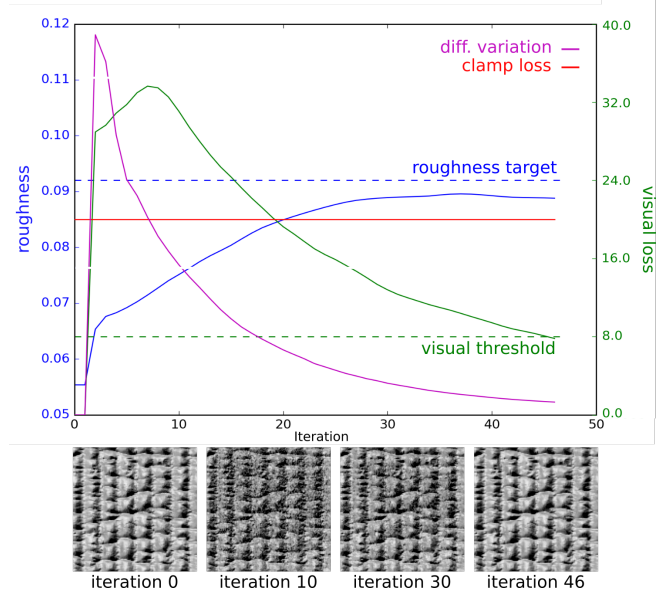 0.12
0.11
0.10
0.09
0.08
0.07
0.06
0.05
roughness
40.0
32.0
24.0
16.0
8.0
0.0
visual loss
diff. variation
clamp loss
roughness target
visual threshold
0 10 20 30 40 50
Iteration
iteration 0 iteration 10 iteration 30 iteration 46